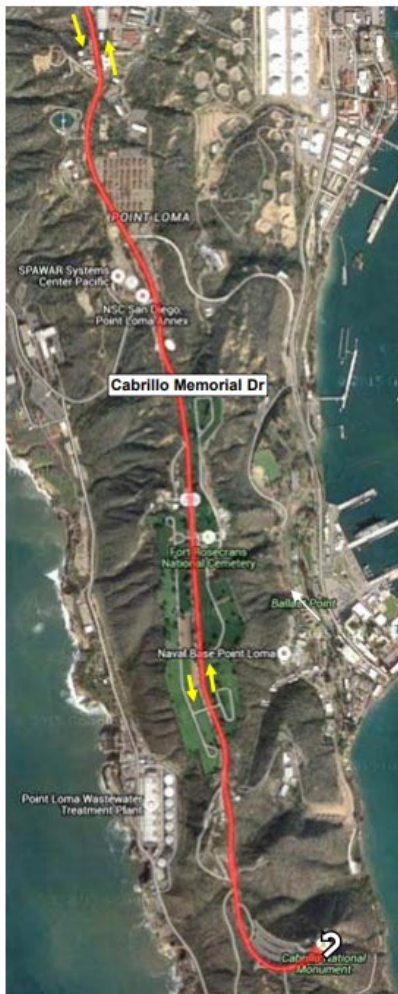 POINT LOMA
SPAWAR Systems
Center Pacific
NSC San Diego,
Point Loma Annex
Cabrillo Memorial Dr
Fort Rosecrans
National Cemetery
Ballast Point
Naval Base Point Loma
Point Loma Wastewater
Treatment Plant
Cabrillo National
Monument